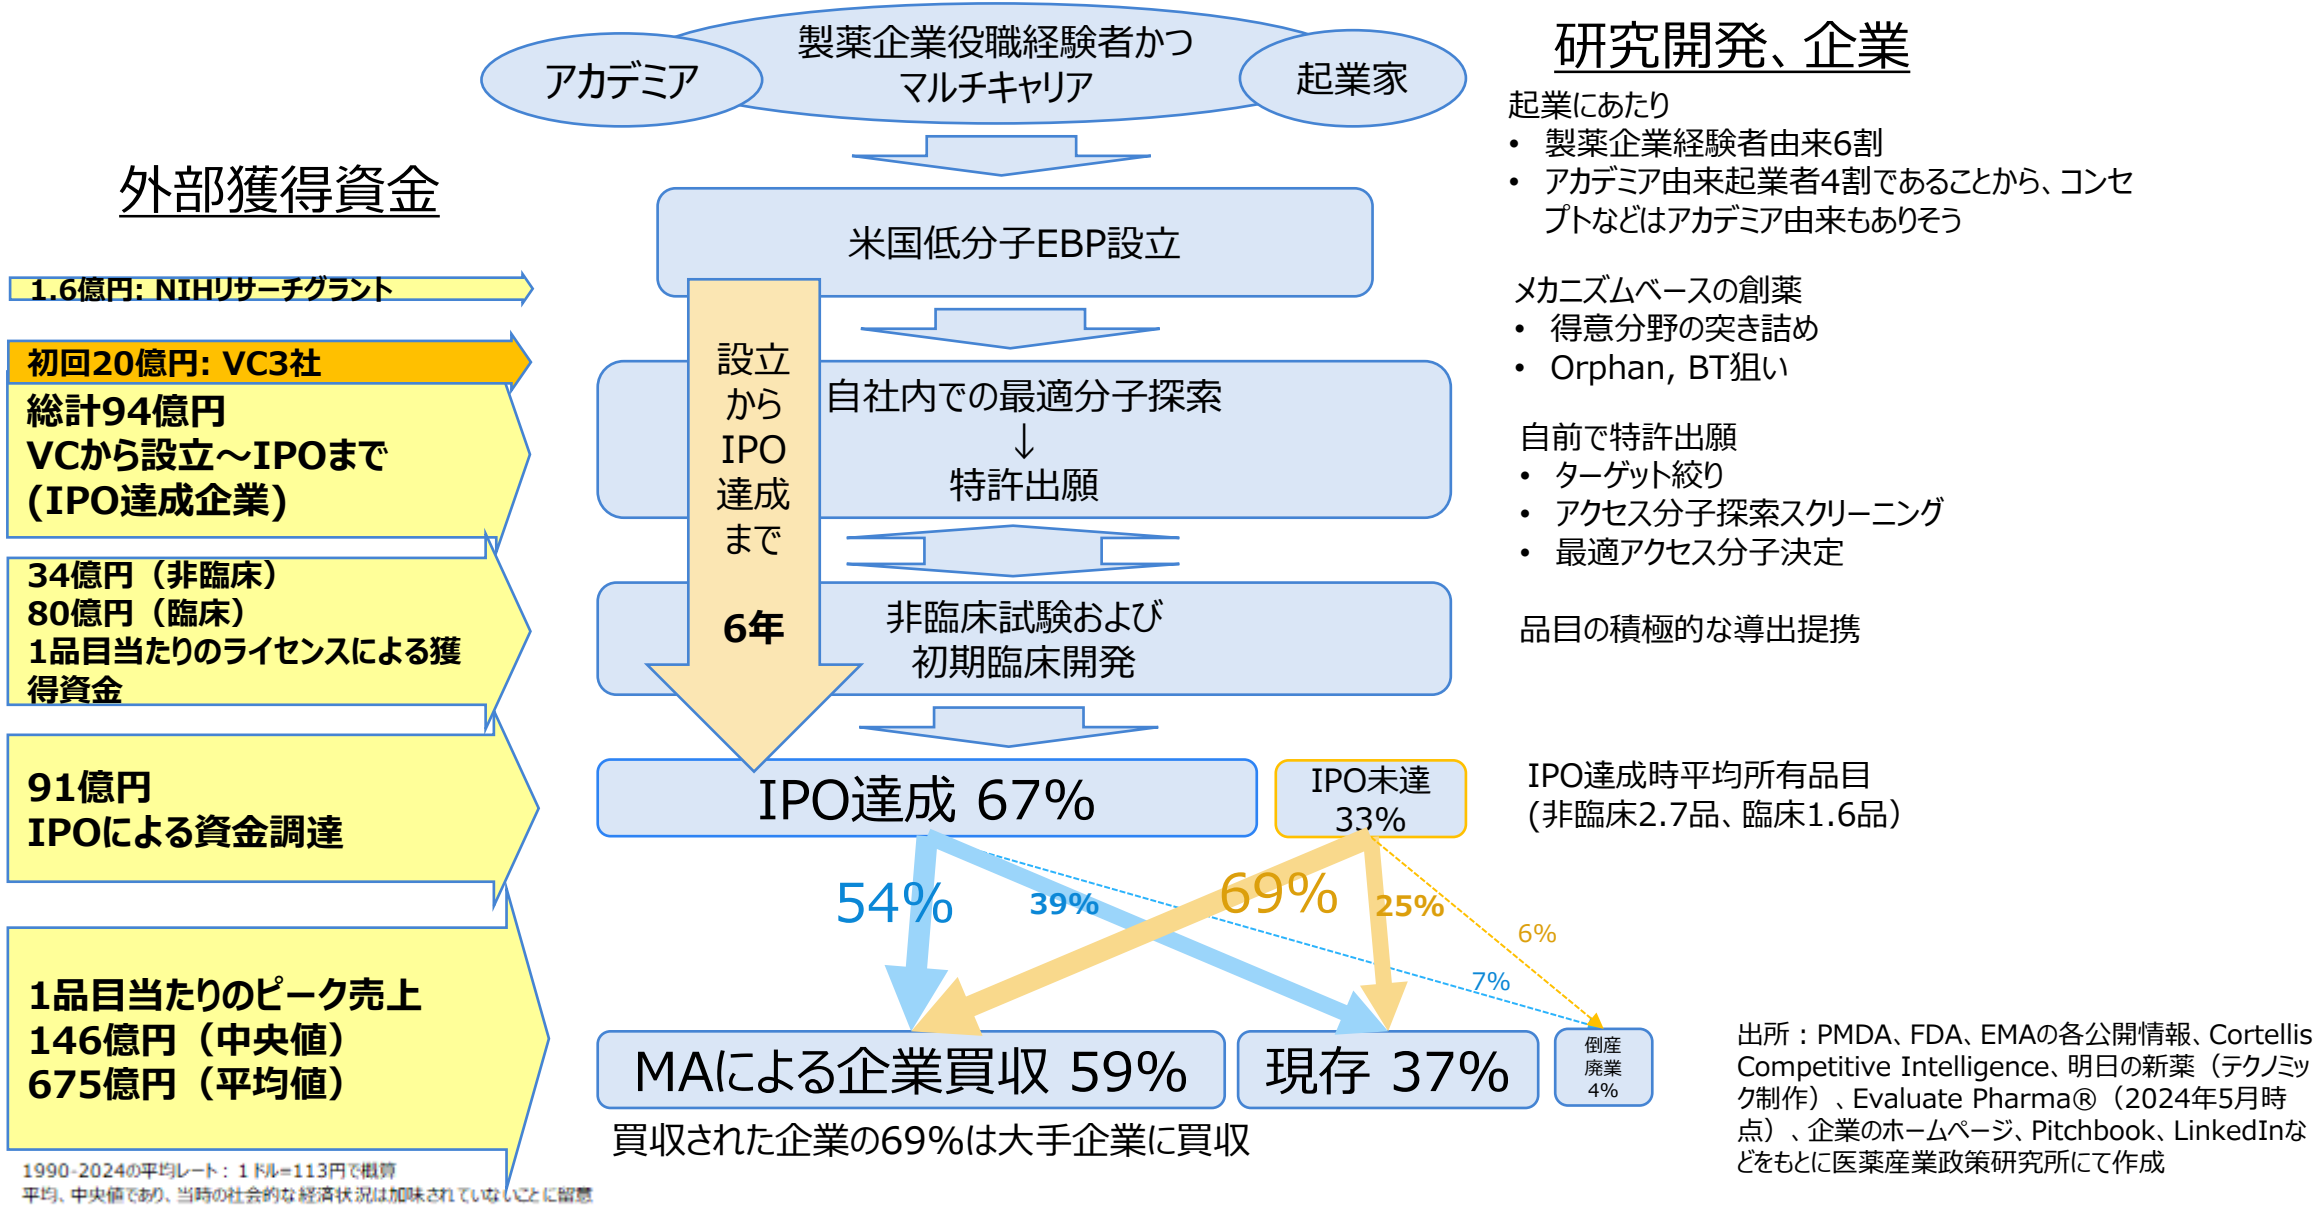 製薬企業役職経験者かつ
マルチキャリア
アカデミア
起業家
研究開発、企業
起業にあたり
• 製薬企業経験者由来6割
• アカデミア由来起業者4割であることから、コンセ
プトなどはアカデミア由来もありそう
外部獲得資金
米国低分子EBP設立
1.6億円: NIHリサーチグラント
メカニズムベースの創薬
• 得意分野の突き詰め
• Orphan, BT狙い
初回20億円: VC3社
総計94億円
VCから設立～IPOまで
(IPO達成企業)
設立
から
IPO
達成
まで
6年
自社内での最適分子探索
↓
特許出願
自前で特許出願
• ターゲット絞り
• アクセス分子探索スクリーニング
• 最適アクセス分子決定
34億円（非臨床）
80億円（臨床）
1品目当たりのライセンスによる獲
得資金
非臨床試験および
初期臨床開発
品目の積極的な導出提携
91億円
IPOによる資金調達
IPO達成 67%
IPO未達
33%
IPO達成時平均所有品目
(非臨床2.7品、臨床1.6品）
54%
39%
69%
25%
6%
7%
1品目当たりのピーク売上
146億円（中央値）
675億円（平均値）
MAによる企業買収 59%
現存 37%
倒産
廃業
4%
買収された企業の69%は大手企業に買収
出所：PMDA、FDA、EMAの各公開情報、Cortellis
Competitive Intelligence、明日の新薬（テクノミッ
ク制作）、Evaluate Pharma®（2024年5月時
点）、企業のホームページ、Pitchbook、LinkedInな
どをもとに医薬産業政策研究所にて作成
1990-2024の平均レート：1ドル=113円で概算
平均、中央値であり、当時の社会的な経済状況は加味されていないことに留意